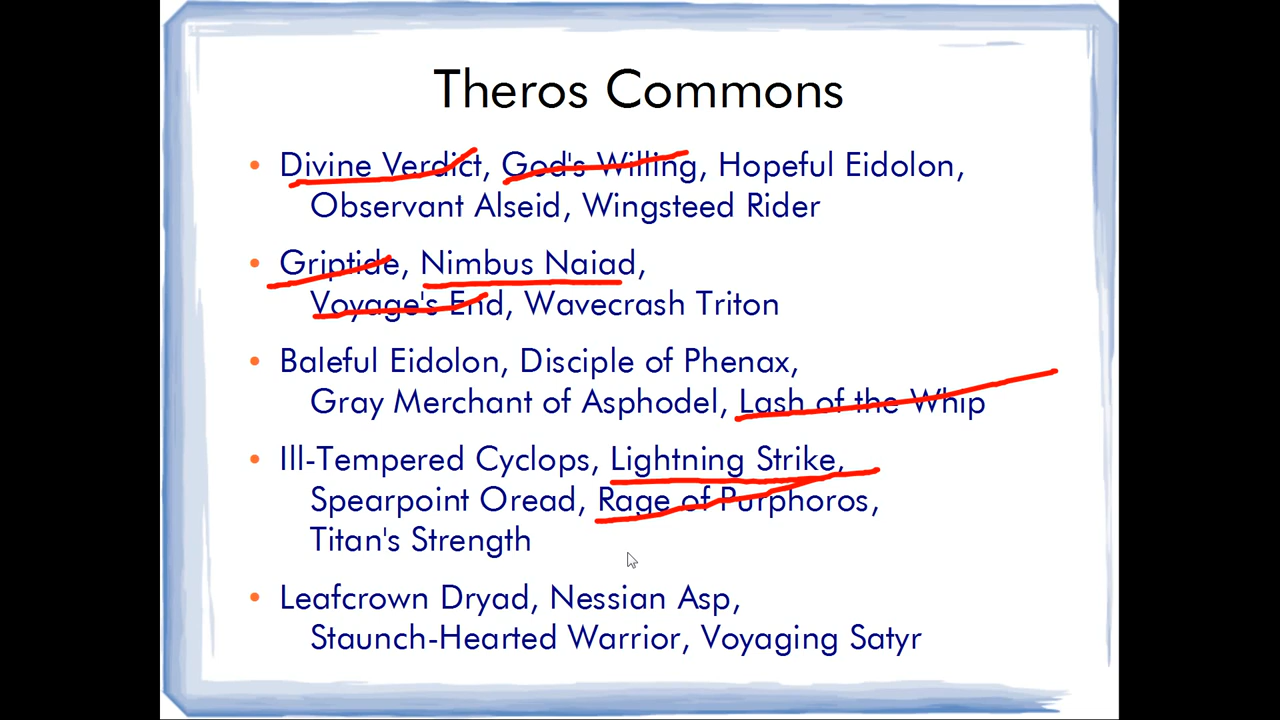 Theros Commons
• Divine Verdict, God's Willing, Hopeful Eidolon,
Observant Alseid, Wingsteed Rider
• Griptide, Nimbus Naiad,
Voyage's End, Wavecrash Triton
• Baleful Eidolon, Disciple of Phenax,
Gray Merchant of Asphodel, Lash of the Whip
• Ill-Tempered Cyclops, Lightning Strike,
Spearpoint Oread, Rage of Purphoros,
Titan's Strength
• Leafcrown Dryad, Nessian Asp,
Staunch-Hearted Warrior, Voyaging Satyr